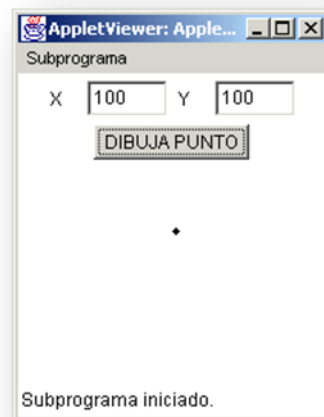 AppletViewer: Apple...
Subprograma
X 100 Y 100
DIBUJA PUNTO
Subprograma iniciado.